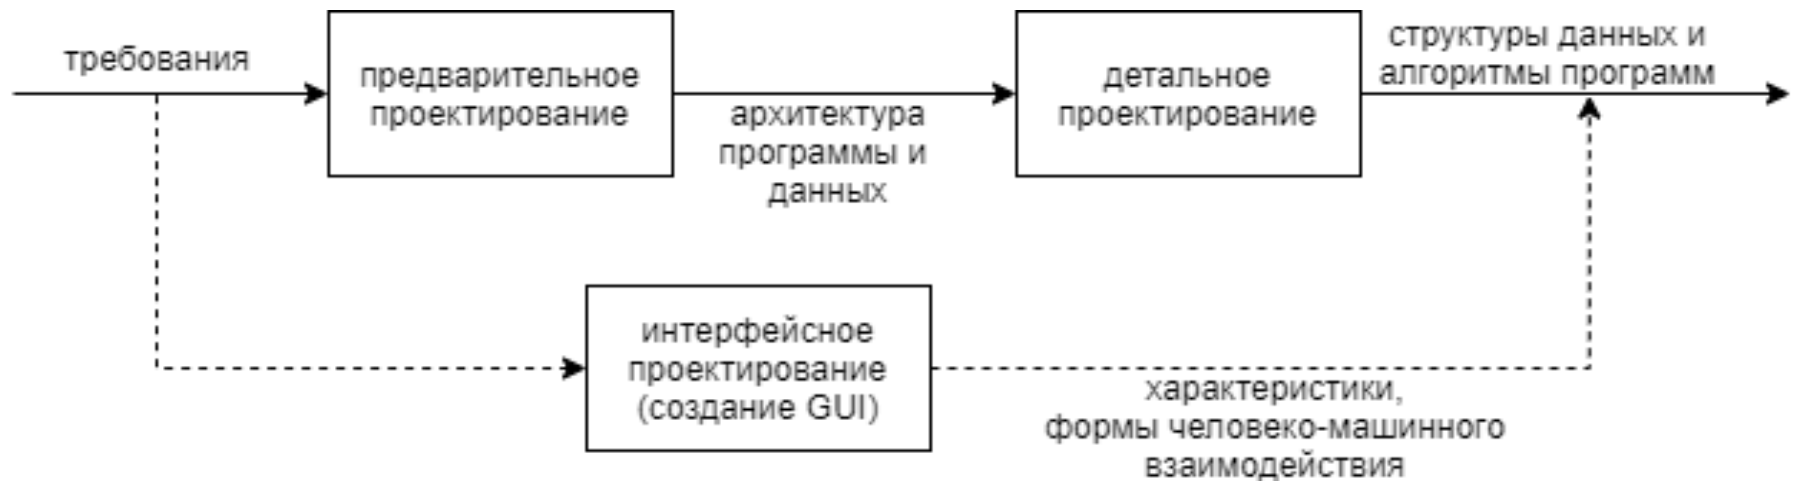 требования
предварительное
проектирование
архитектура
программы и
данных
детальное
проектирование
структуры данных и
алгоритмы программ
интерфейсное
проектирование
(создание GUI)
характеристики,
формы человеко-машинного
взаимодействия